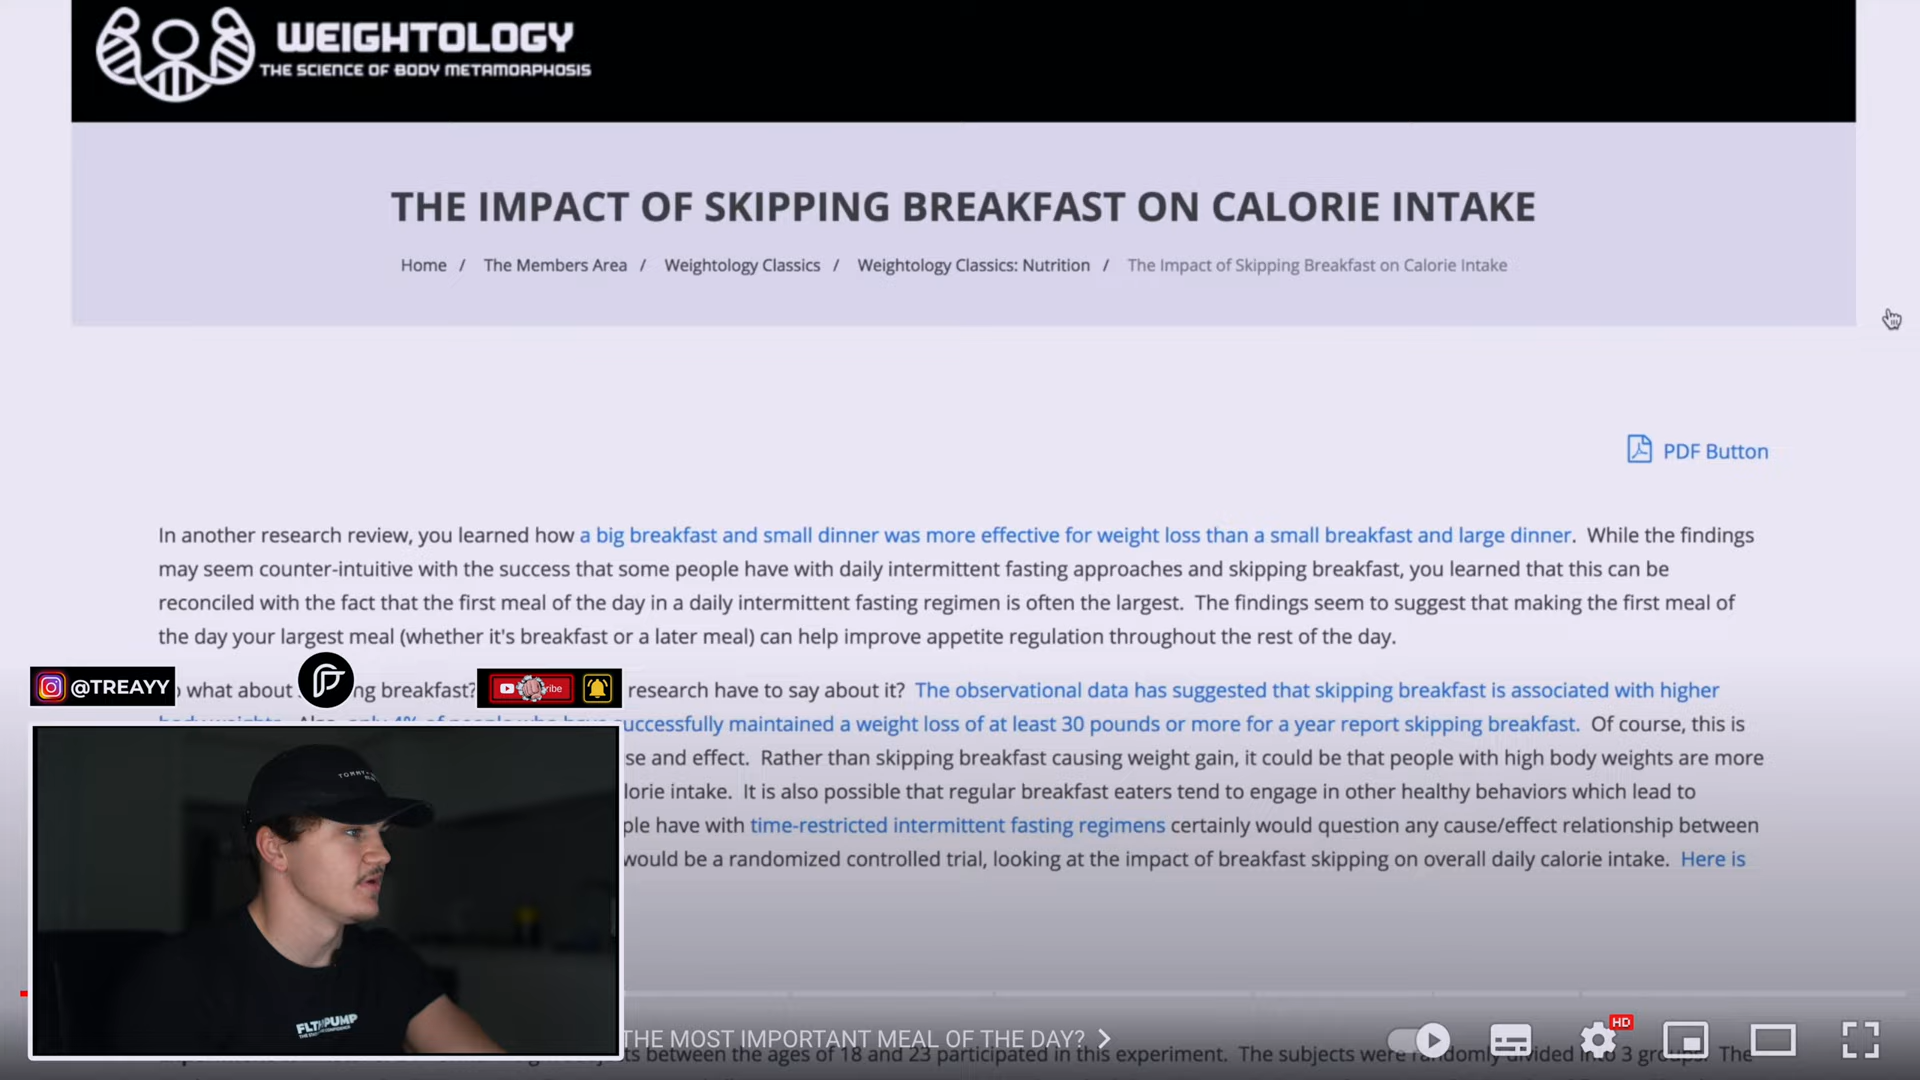 WEIGHTOLOGY
THE SCIENCE OF BODY METAMORPHOSIS
THE IMPACT OF SKIPPING BREAKFAST ON CALORIE INTAKE
Home / The Members Area / Weightology Classics / Weightology Classics: Nutrition / The Impact of Skipping Breakfast on Calorie Intake
PDF Button
In another research review, you learned how a big breakfast and small dinner was more effective for weight loss than a small breakfast and large dinner. While the findings
may seem counter-intuitive with the success that some people have with daily intermittent fasting approaches and skipping breakfast, you learned that this can be
reconciled with the fact that the first meal of the day in a daily intermittent fasting regimen is often the largest. The findings seem to suggest that making the first meal of
the day your largest meal (whether it's breakfast or a later meal) can help improve appetite regulation throughout the rest of the day.
@TREAYY
what about breakfast? research have to say about it? The observational data has suggested that skipping breakfast is associated with higher
successfully maintained a weight loss of at least 30 pounds or more for a year report skipping breakfast. Of course, this is
and effect. Rather than skipping breakfast causing weight gain, it could be that people with high body weights are more
intake. It is also possible that regular breakfast eaters tend to engage in other healthy behaviors which lead to
have with time-restricted intermittent fasting regimens certainly would question any cause/effect relationship between
would be a randomized controlled trial, looking at the impact of breakfast skipping on overall daily calorie intake. Here is
THE MOST IMPORTANT MEAL OF THE DAY?
HD
between the ages of 18 and 23 participated in this experiment. The subjects were randomly divided into 3 groups. The